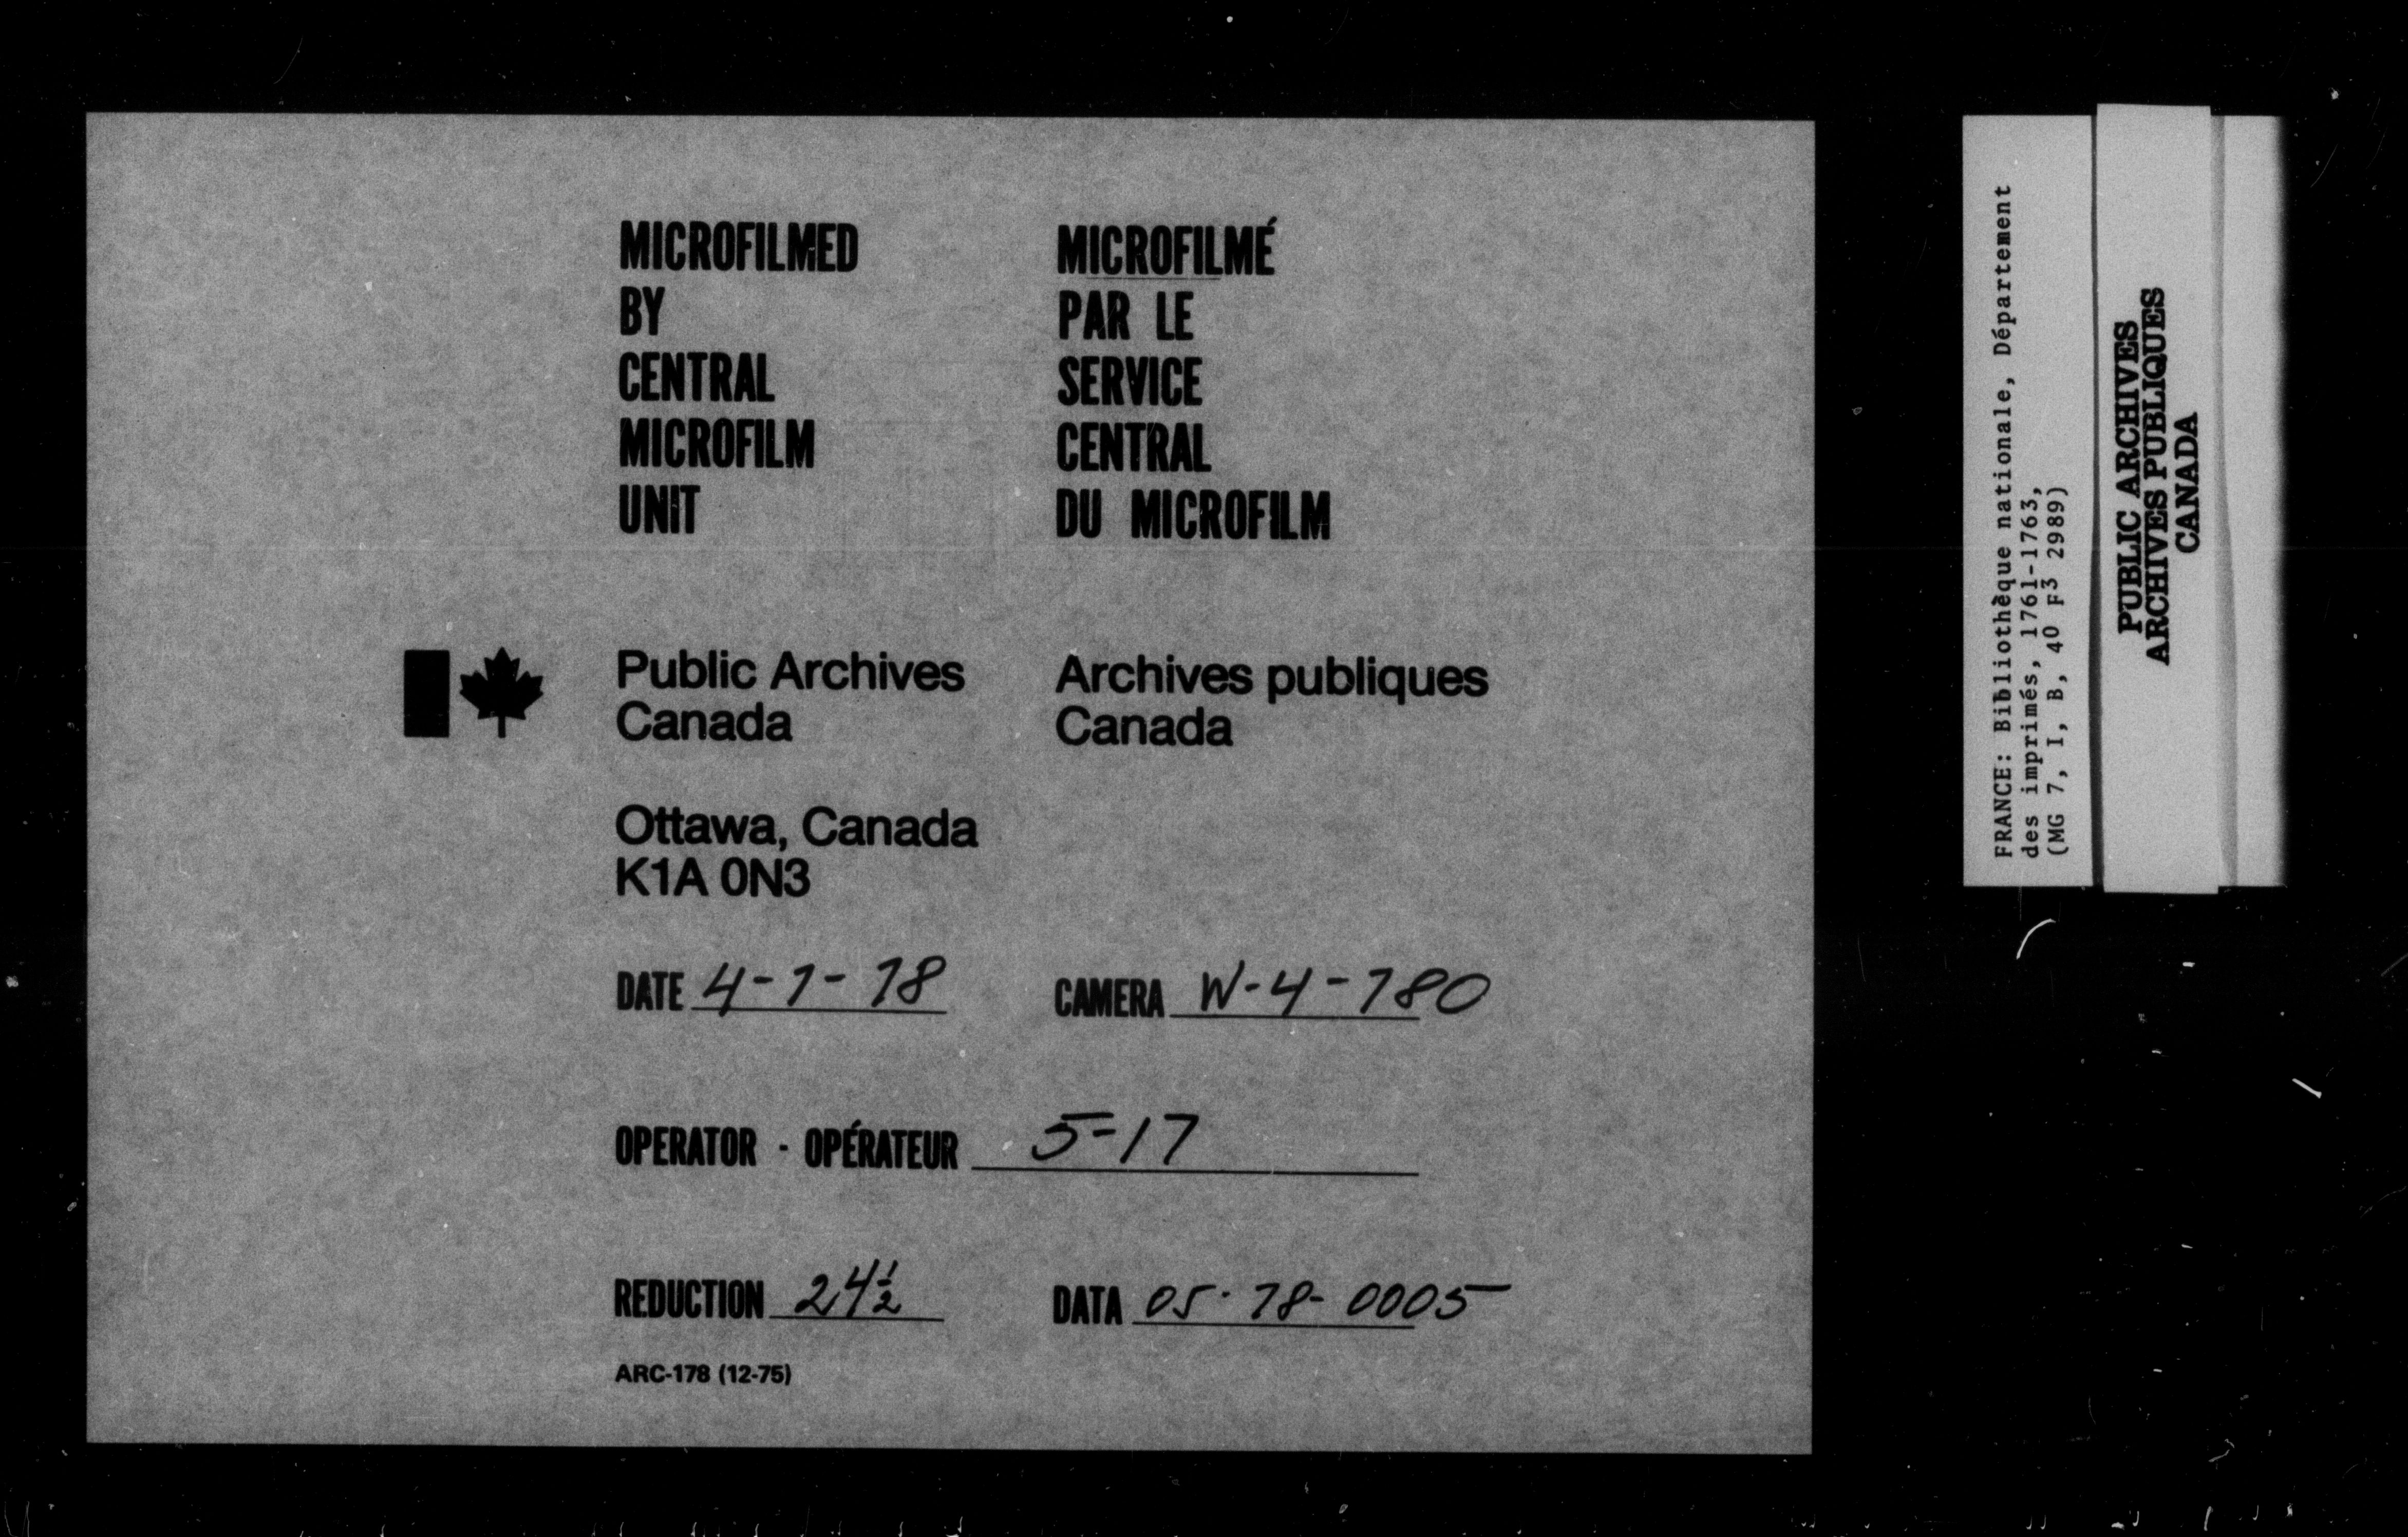 MICROFILMED
BY
CENTRAL
MICROFILM
UNIT
MICROFILMÉ
PAR LE
SERVICE
CENTRAL
DU MICROFILM
Public Archives
Canada
Archives publiques
Canada
Ottawa, Canada
K1A 0N3
DATE 4-7-78
CAMERA W-4-780
OPERATOR - OPÉRATEUR 5-17
REDUCTION 24½
DATA 05-78-0005
ARC-178 (12-75)
FRANCE: Bibliothèque nationale, Département
des imprimés, 1761-1763,
(MG 7, I, B, 40 F3 2989)
PUBLIC ARCHIVES
ARCHIVES PUBLIQUES
CANADA